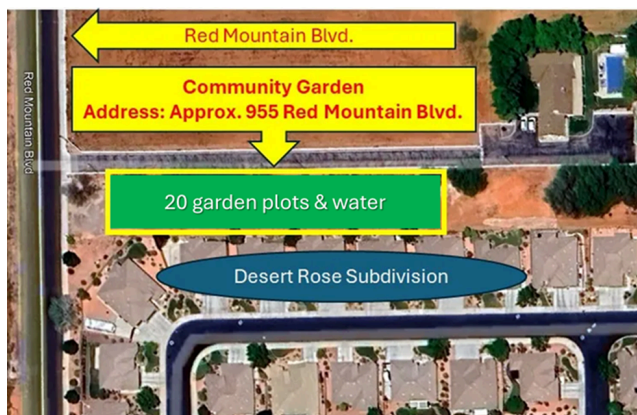 Red Mountain Blvd.
Community Garden
Address: Approx. 955 Red Mountain Blvd.
Red Mountain Blvd
20 garden plots & water
Desert Rose Subdivision